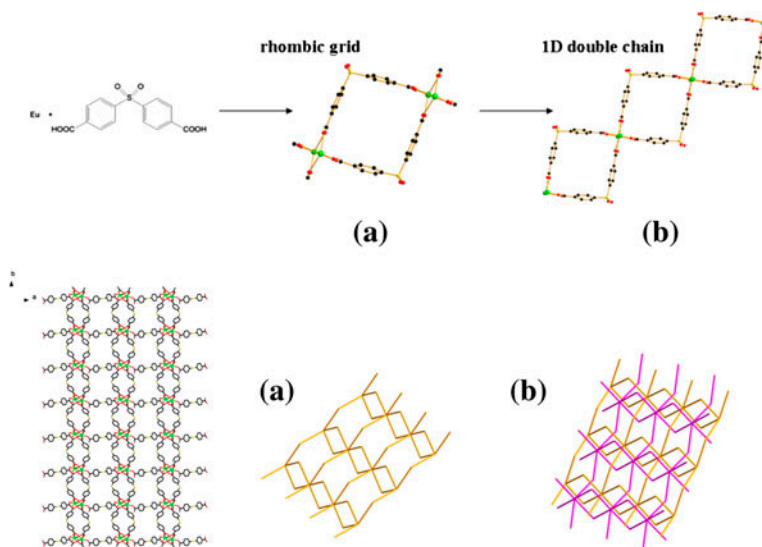 rhombic grid
1D double chain
O O
S
Eu +
HOOC
COOH
(a)
(b)
b
a
(a)
(b)